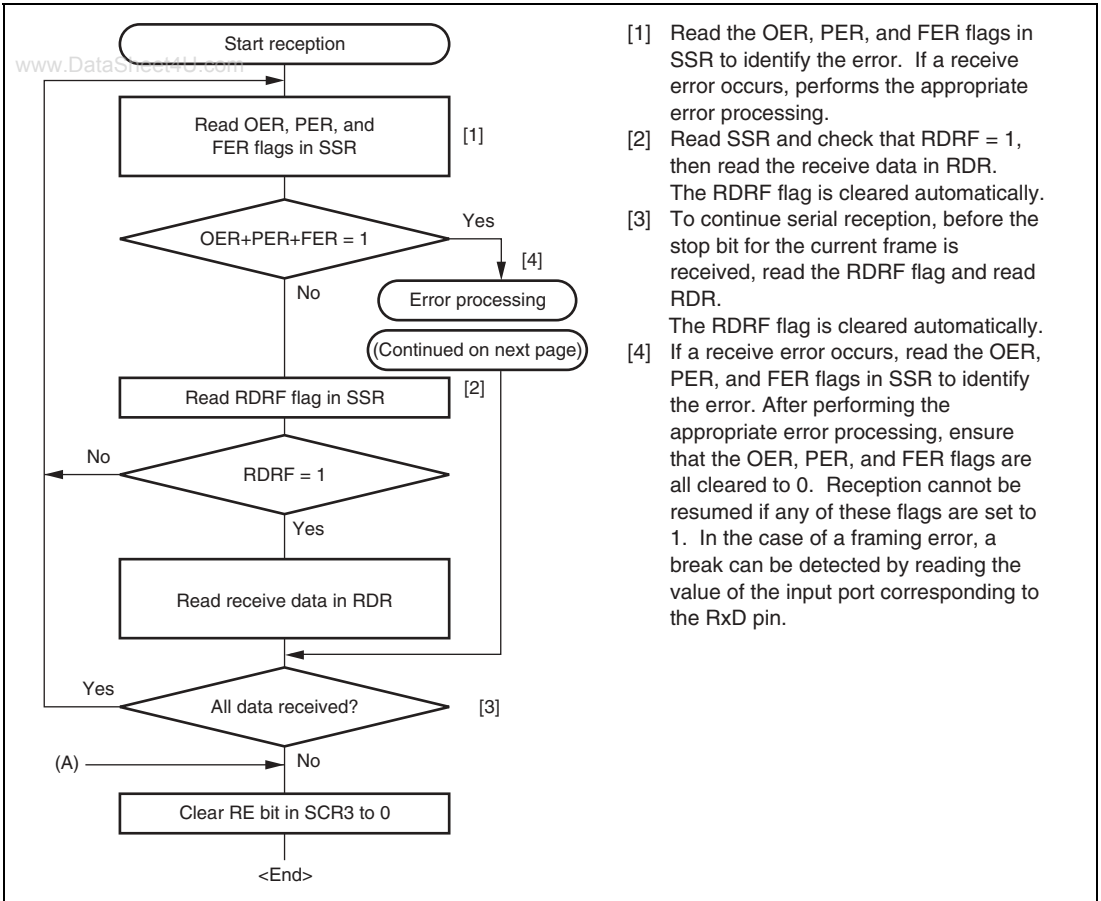 Start reception
www.DataSheet4U.com
Read OER, PER, and
FER flags in SSR
[1]
OER+PER+FER = 1
Yes
[4]
No
Error processing
(Continued on next page)
Read RDRF flag in SSR
[2]
No
RDRF = 1
Yes
Read receive data in RDR
Yes
All data received?
[3]
(A)
No
Clear RE bit in SCR3 to 0
<End>
[1] Read the OER, PER, and FER flags in
SSR to identify the error. If a receive
error occurs, performs the appropriate
error processing.
[2] Read SSR and check that RDRF = 1,
then read the receive data in RDR.
The RDRF flag is cleared automatically.
[3] To continue serial reception, before the
stop bit for the current frame is
received, read the RDRF flag and read
RDR.
The RDRF flag is cleared automatically.
[4] If a receive error occurs, read the OER,
PER, and FER flags in SSR to identify
the error. After performing the
appropriate error processing, ensure
that the OER, PER, and FER flags are
all cleared to 0. Reception cannot be
resumed if any of these flags are set to
1. In the case of a framing error, a
break can be detected by reading the
value of the input port corresponding to
the RxD pin.